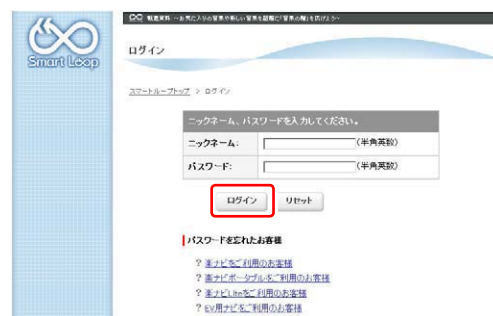 Smart Loop
ログイン
スマートループトップ > ログイン
ニックネーム、パスワードを入力してください。
ニックネーム: (半角英数)
パスワード: (半角英数)
ログイン リセット
パスワードを忘れたお客様
? 楽ナビをご利用のお客様
? 楽ナビポータブルをご利用のお客様
? 楽ナビLiteをご利用のお客様
? EV用ナビをご利用のお客様